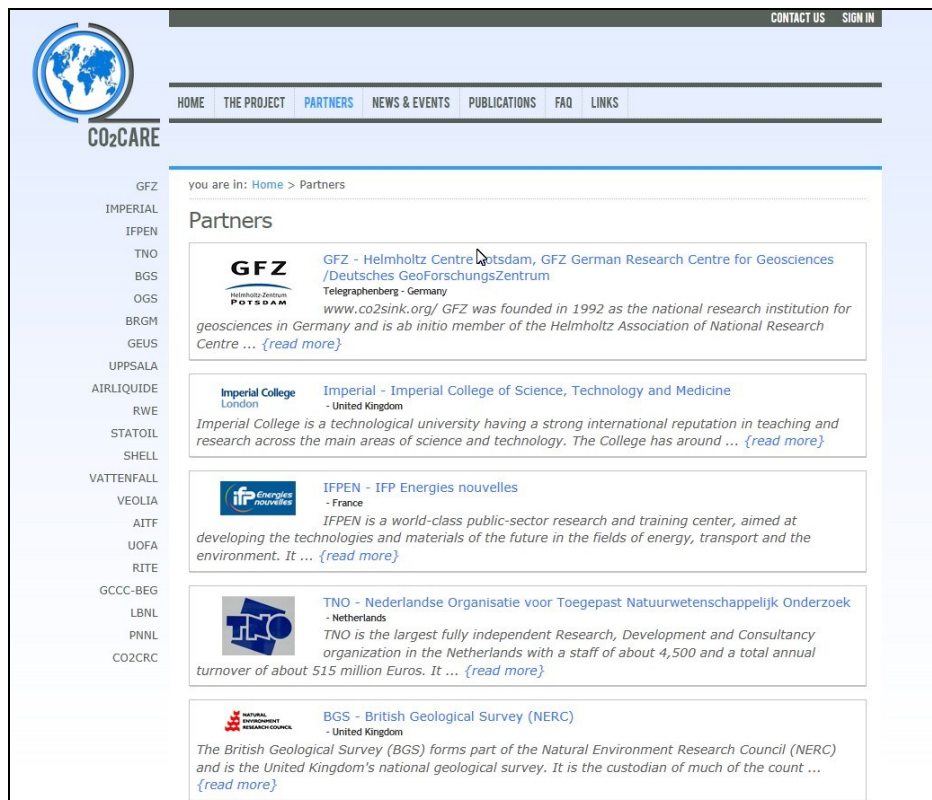 CONTACT US SIGN IN
HOME THE PROJECT PARTNERS NEWS & EVENTS PUBLICATIONS FAQ LINKS
CO2CARE
GFZ
IMPERIAL
IFPEN
TNO
BGS
OGS
BRGM
GEUS
UPPSALA
AIRLIQUIDE
RWE
STATOIL
SHELL
VATTENFALL
VEOLIA
AITF
UOFA
RITE
GCCC-BEG
LBNL
PNNL
CO2CRC
you are in: Home > Partners
Partners
GFZ
Helmholtz-Zentrum
POTSDAM
GFZ - Helmholtz Centre Potsdam, GFZ German Research Centre for Geosciences
/Deutsches GeoForschungsZentrum
Telegraphenberg - Germany
www.co2sink.org/ GFZ was founded in 1992 as the national research institution for
geosciences in Germany and is ab initio member of the Helmholtz Association of National Research
Centre ... {read more}
Imperial College
London
Imperial - Imperial College of Science, Technology and Medicine
- United Kingdom
Imperial College is a technological university having a strong international reputation in teaching and
research across the main areas of science and technology. The College has around ... {read more}
ifp Energies
nouvelles
IFPEN - IFP Energies nouvelles
- France
IFPEN is a world-class public-sector research and training center, aimed at
developing the technologies and materials of the future in the fields of energy, transport and the
environment. It ... {read more}
TNO
TNO - Nederlandse Organisatie voor Toegepast Natuurwetenschappelijk Onderzoek
- Netherlands
TNO is the largest fully independent Research, Development and Consultancy
organization in the Netherlands with a staff of about 4,500 and a total annual
turnover of about 515 million Euros. It ... {read more}
NATURAL
ENVIRONMENT
RESEARCH COUNCIL
BGS - British Geological Survey (NERC)
- United Kingdom
The British Geological Survey (BGS) forms part of the Natural Environment Research Council (NERC)
and is the United Kingdom's national geological survey. It is the custodian of much of the count ...
{read more}